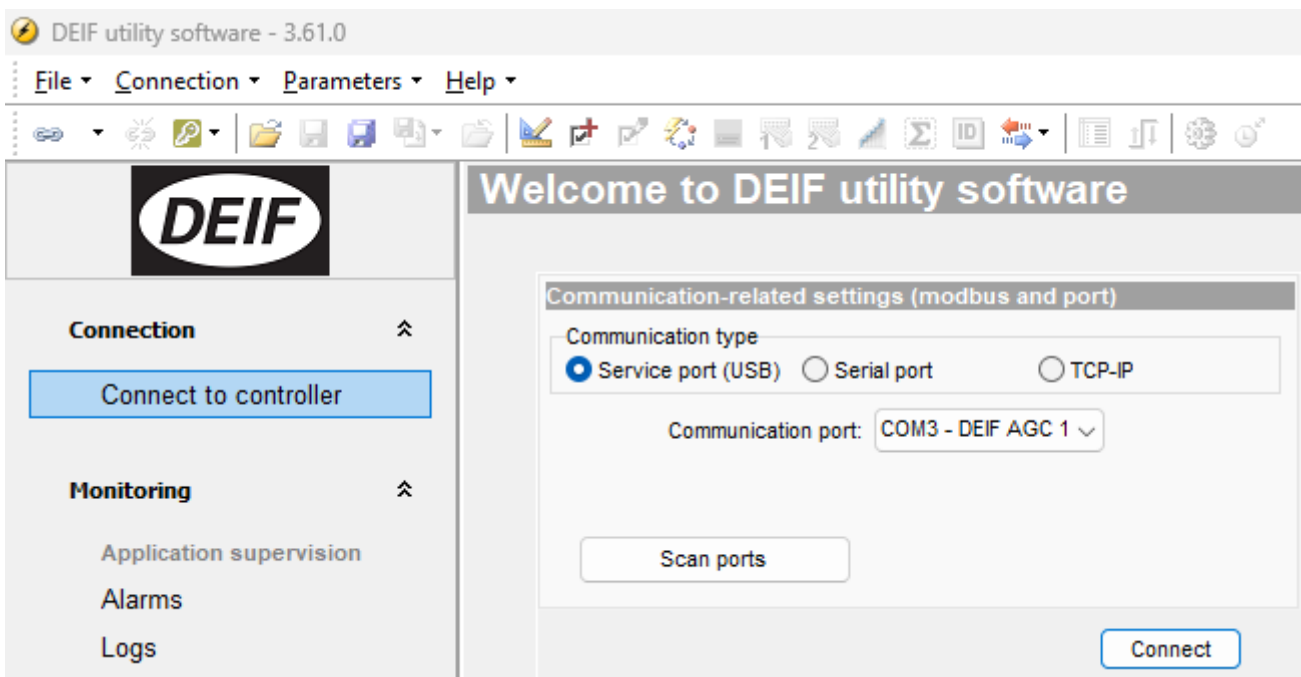 DEIF utility software - 3.61.0
File Connection Parameters Help
DEIF
Welcome to DEIF utility software
Communication-related settings (modbus and port)
Connection
Communication type
Service port (USB) Serial port TCP-IP
Connect to controller
Communication port: COM3 - DEIF AGC 1
Monitoring
Application supervision
Scan ports
Alarms
Logs
Connect